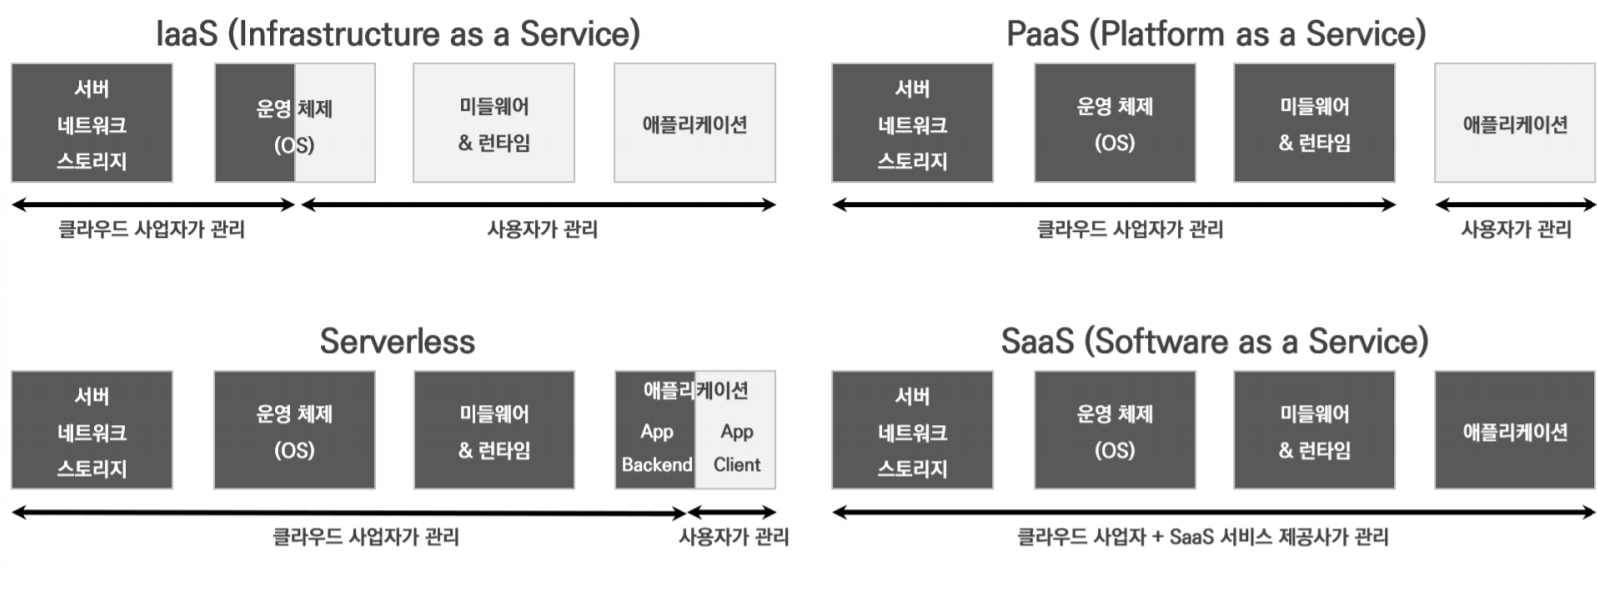 IaaS (Infrastructure as a Service)
서버
네트워크
스토리지
운영 체제
(OS)
미들웨어
& 런타임
애플리케이션
클라우드 사업자가 관리
사용자가 관리
PaaS (Platform as a Service)
서버
네트워크
스토리지
운영 체제
(OS)
미들웨어
& 런타임
애플리케이션
클라우드 사업자가 관리
사용자가 관리
Serverless
서버
네트워크
스토리지
운영 체제
(OS)
미들웨어
& 런타임
애플리케이션
App
Backend
App
Client
클라우드 사업자가 관리
사용자가 관리
SaaS (Software as a Service)
서버
네트워크
스토리지
운영 체제
(OS)
미들웨어
& 런타임
애플리케이션
클라우드 사업자 + SaaS 서비스 제공사가 관리